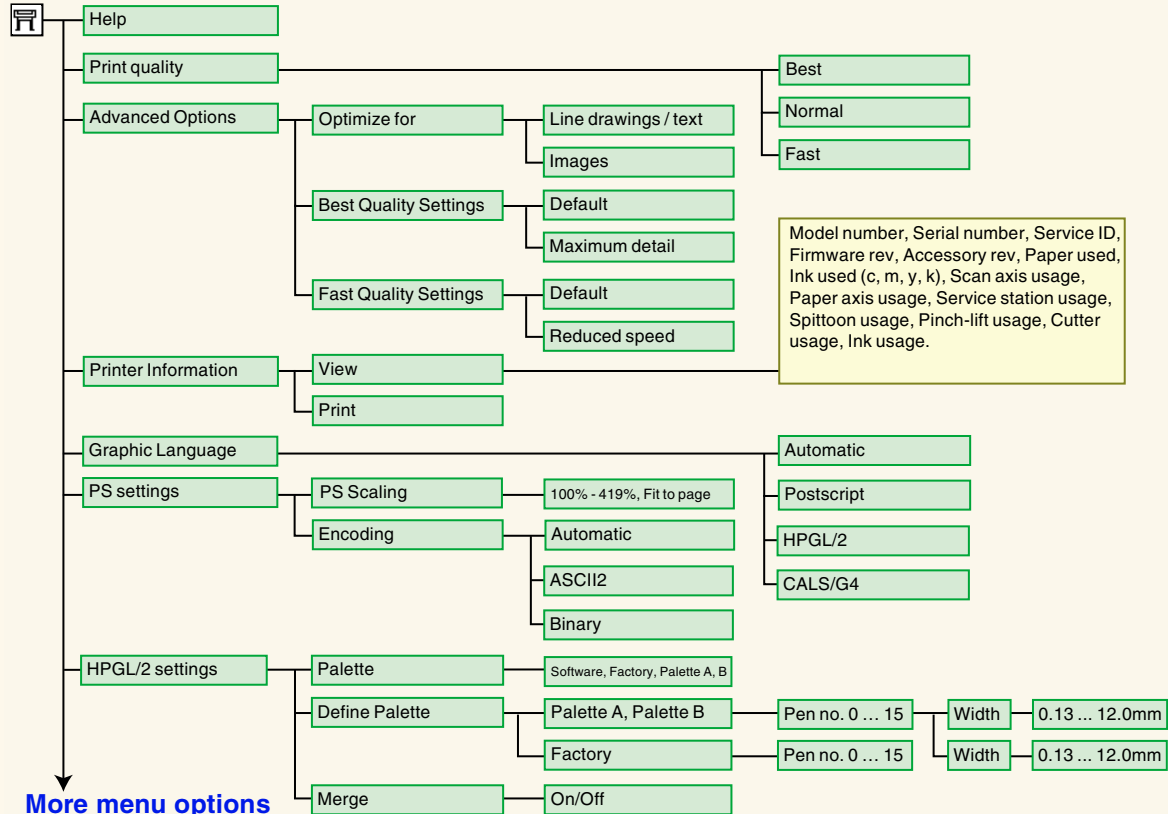 Help
Print quality
Best
Normal
Fast
Advanced Options
Optimize for
Line drawings / text
Images
Best Quality Settings
Default
Maximum detail
Fast Quality Settings
Default
Reduced speed
Printer Information
View
Model number, Serial number, Service ID,
Firmware rev, Accessory rev, Paper used,
Ink used (c, m, y, k), Scan axis usage,
Paper axis usage, Service station usage,
Spittoon usage, Pinch-lift usage, Cutter
usage, Ink usage.
Print
Graphic Language
Automatic
Postscript
HPGL/2
CALS/G4
PS settings
PS Scaling
100% - 419%, Fit to page
Encoding
Automatic
ASCII2
Binary
HPGL/2 settings
Palette
Software, Factory, Palette A, B
Define Palette
Palette A, Palette B
Pen no. 0 ... 15
Width
0.13 ... 12.0mm
Factory
Pen no. 0 ... 15
Width
0.13 ... 12.0mm
Merge
On/Off
More menu options